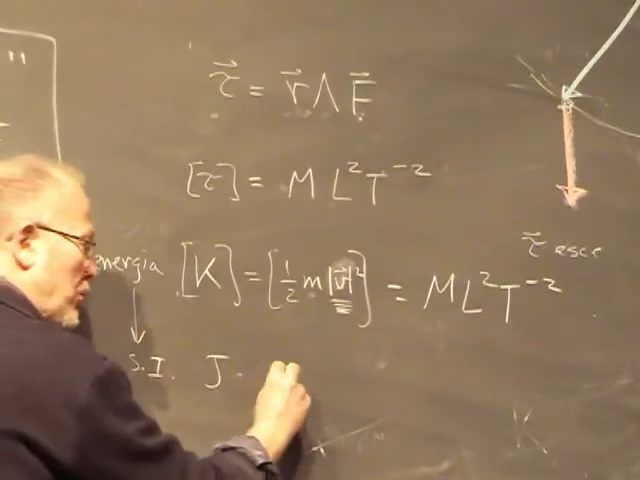 "
τ⃗ = r⃗ Λ F⃗
[τ] = M L² T⁻²
τ⃗ esce
energia [K] = [½ m|v⃗|²] = M L² T⁻²
S.I. J
K